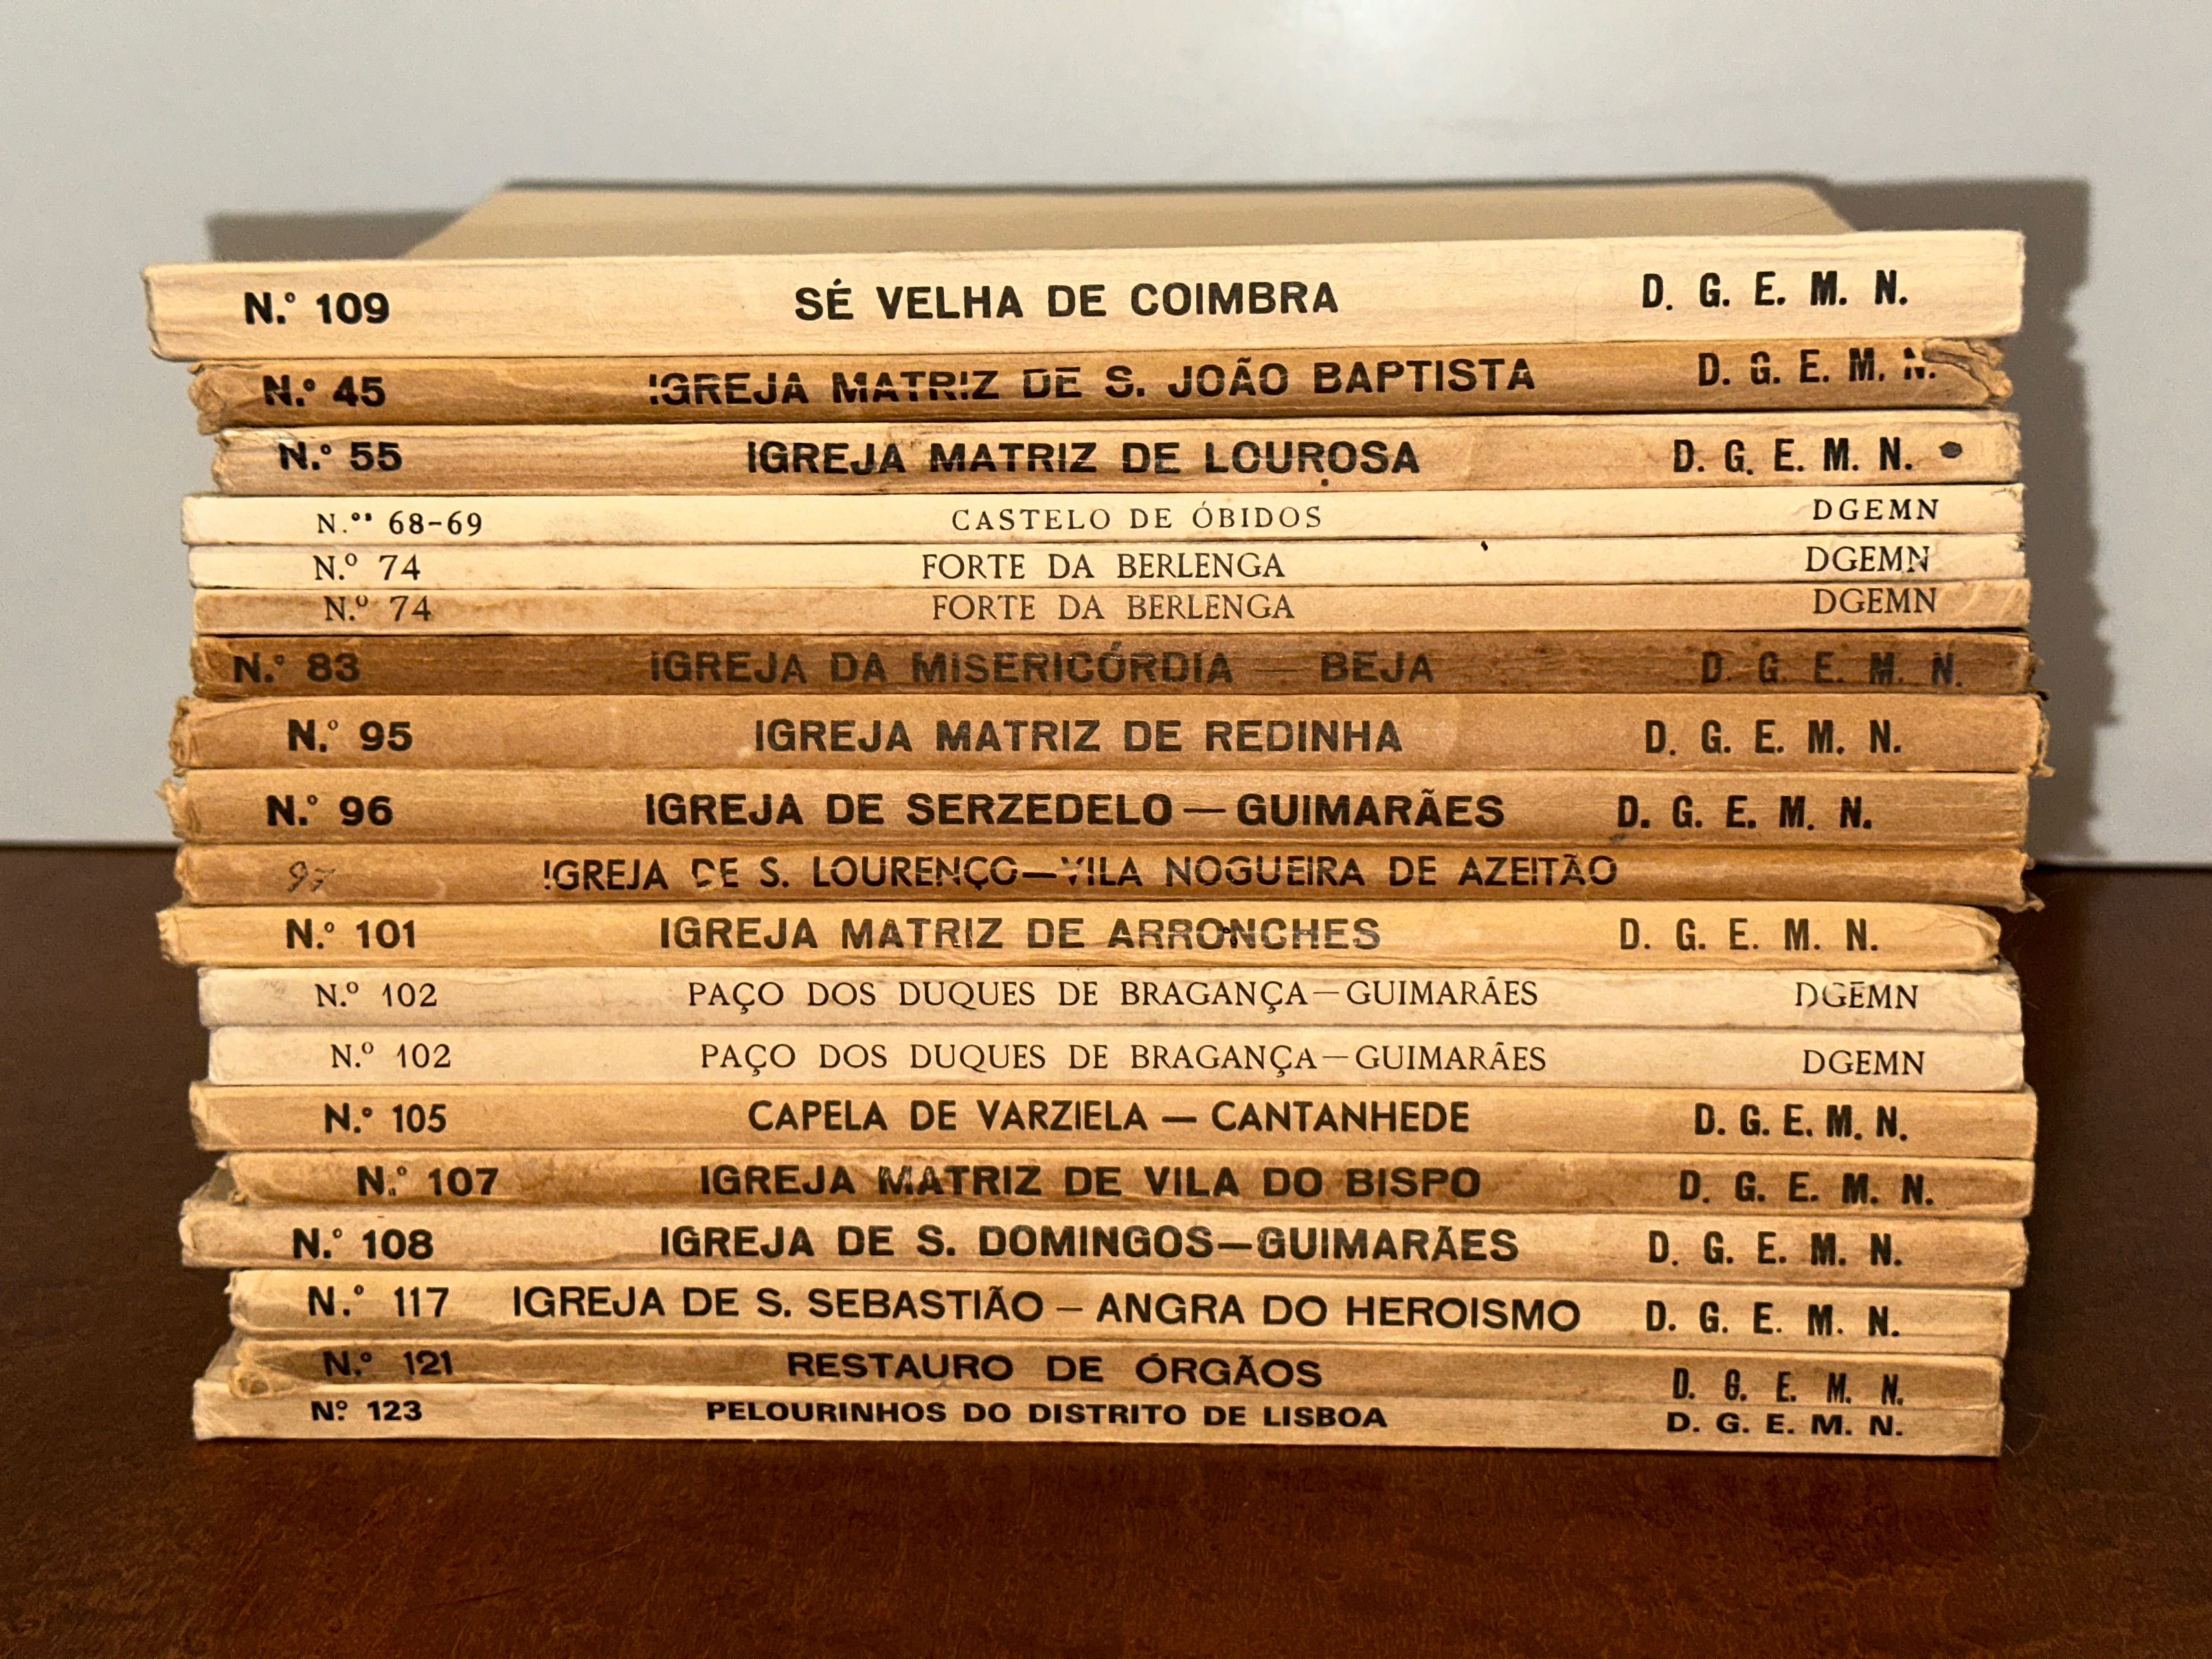 N.º 109 SÉ VELHA DE COIMBRA D. G. E. M. N.
N.º 45 IGREJA MATRIZ DE S. JOÃO BAPTISTA D. G. E. M. N.
N.º 55 IGREJA MATRIZ DE LOUROSA D. G. E. M. N.
N.ºˢ 68-69 CASTELO DE ÓBIDOS DGEMN
N.º 74 FORTE DA BERLENGA DGEMN
N.º 74 FORTE DA BERLENGA DGEMN
N.º 83 IGREJA DA MISERICÓRDIA — BEJA D. G. E. M. N.
N.º 95 IGREJA MATRIZ DE REDINHA D. G. E. M. N.
N.º 96 IGREJA DE SERZEDELO — GUIMARÃES D. G. E. M. N.
97 IGREJA DE S. LOURENÇO — VILA NOGUEIRA DE AZEITÃO
N.º 101 IGREJA MATRIZ DE ARRONCHES D. G. E. M. N.
N.º 102 PAÇO DOS DUQUES DE BRAGANÇA — GUIMARÃES DGEMN
N.º 102 PAÇO DOS DUQUES DE BRAGANÇA — GUIMARÃES DGEMN
N.º 105 CAPELA DE VARZIELA — CANTANHEDE D. G. E. M. N.
N.º 107 IGREJA MATRIZ DE VILA DO BISPO D. G. E. M. N.
N.º 108 IGREJA DE S. DOMINGOS — GUIMARÃES D. G. E. M. N.
N.º 117 IGREJA DE S. SEBASTIÃO — ANGRA DO HEROISMO D. G. E. M. N.
N.º 121 RESTAURO DE ÓRGÃOS D. G. E. M. N.
Nº 123 PELOURINHOS DO DISTRITO DE LISBOA D. G. E. M. N.